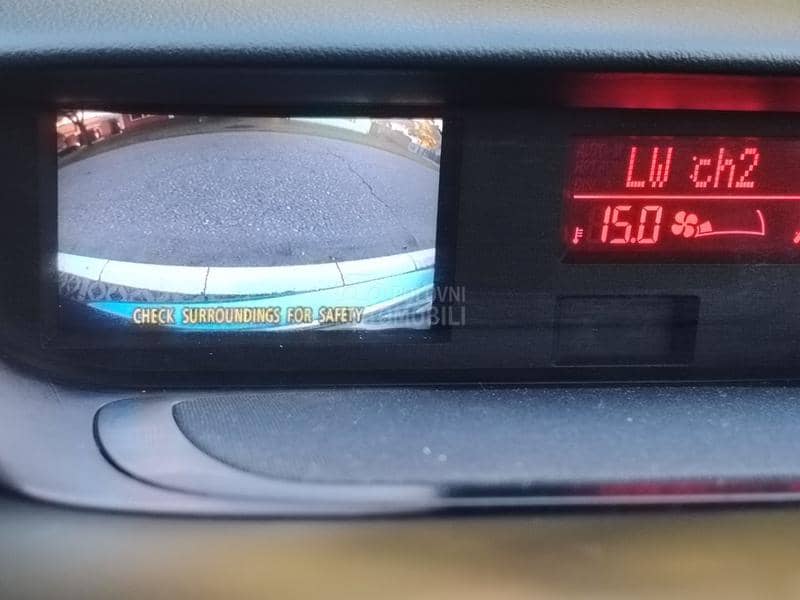 LW ch2
15.0
CHECK SURROUNDINGS FOR SAFETY